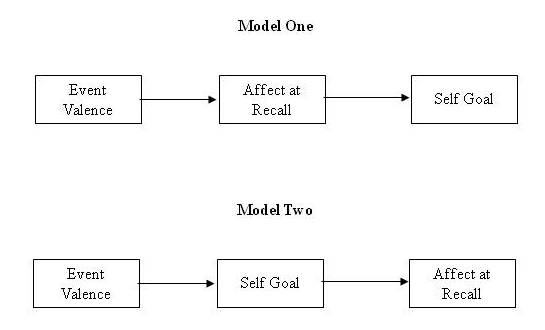 Model One
Event
Valence
Affect at
Recall
Self Goal
Model Two
Event
Valence
Self Goal
Affect at
Recall